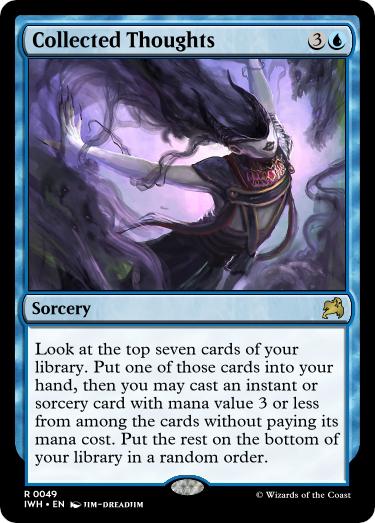 Collected Thoughts 3
Sorcery
Look at the top seven cards of your
library. Put one of those cards into your
hand, then you may cast an instant or
sorcery card with mana value 3 or less
from among the cards without paying its
mana cost. Put the rest on the bottom of
your library in a random order.
R 0049
IWH • EN JIM-DREADJIM
© Wizards of the Coast